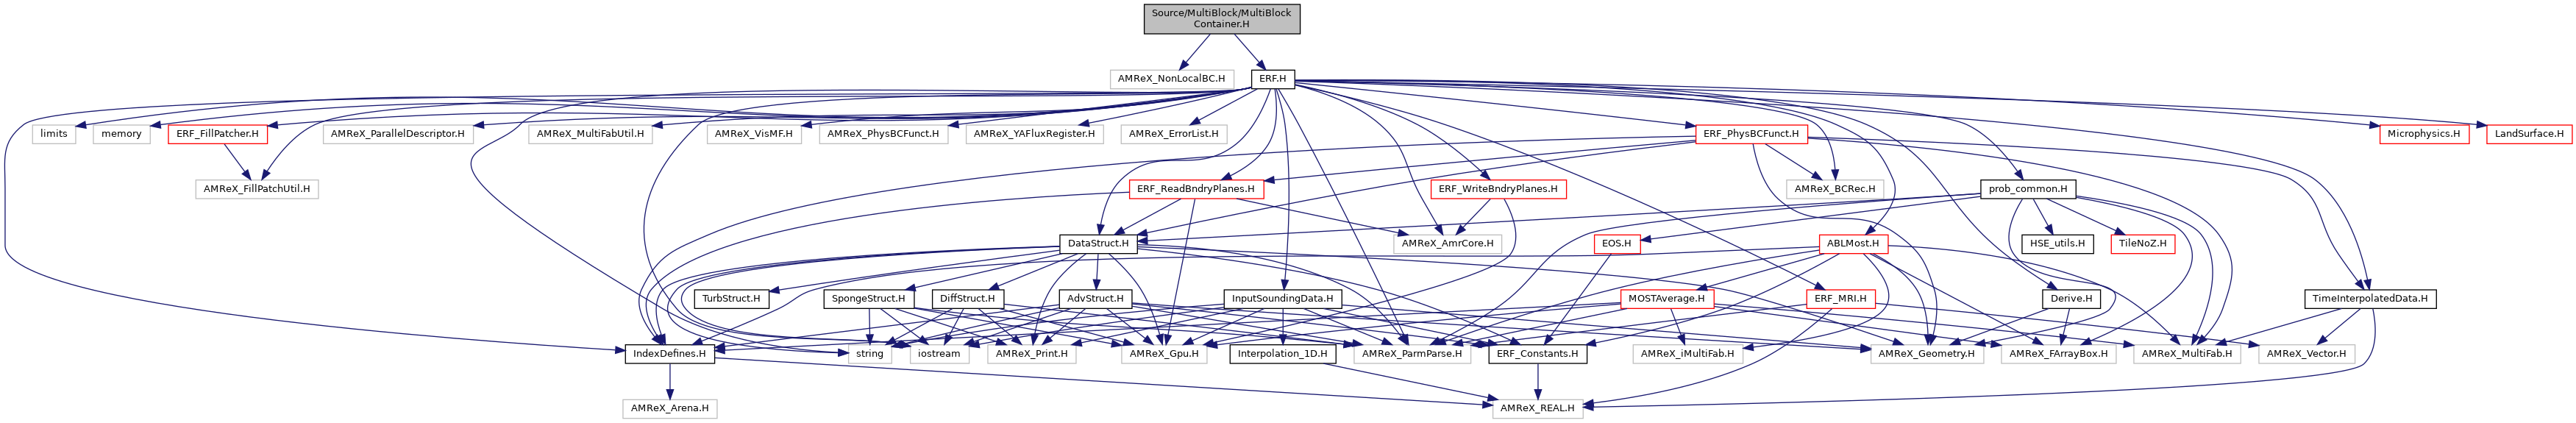 Source/MultiBlock/MultiBlock
Container.H
AMReX_NonLocalBC.H
ERF.H
limits
memory
ERF_FillPatcher.H
AMReX_ParallelDescriptor.H
AMReX_MultiFabUtil.H
AMReX_VisMF.H
AMReX_PhysBCFunct.H
AMReX_YAFluxRegister.H
AMReX_ErrorList.H
ERF_PhysBCFunct.H
Microphysics.H
LandSurface.H
AMReX_FillPatchUtil.H
ERF_ReadBndryPlanes.H
ERF_WriteBndryPlanes.H
AMReX_BCRec.H
prob_common.H
DataStruct.H
AMReX_AmrCore.H
EOS.H
ABLMost.H
HSE_utils.H
TileNoZ.H
TurbStruct.H
SpongeStruct.H
DiffStruct.H
AdvStruct.H
InputSoundingData.H
MOSTAverage.H
ERF_MRI.H
Derive.H
TimeInterpolatedData.H
IndexDefines.H
string
iostream
AMReX_Print.H
AMReX_Gpu.H
Interpolation_1D.H
AMReX_ParmParse.H
ERF_Constants.H
AMReX_iMultiFab.H
AMReX_Geometry.H
AMReX_FArrayBox.H
AMReX_MultiFab.H
AMReX_Vector.H
AMReX_Arena.H
AMReX_REAL.H